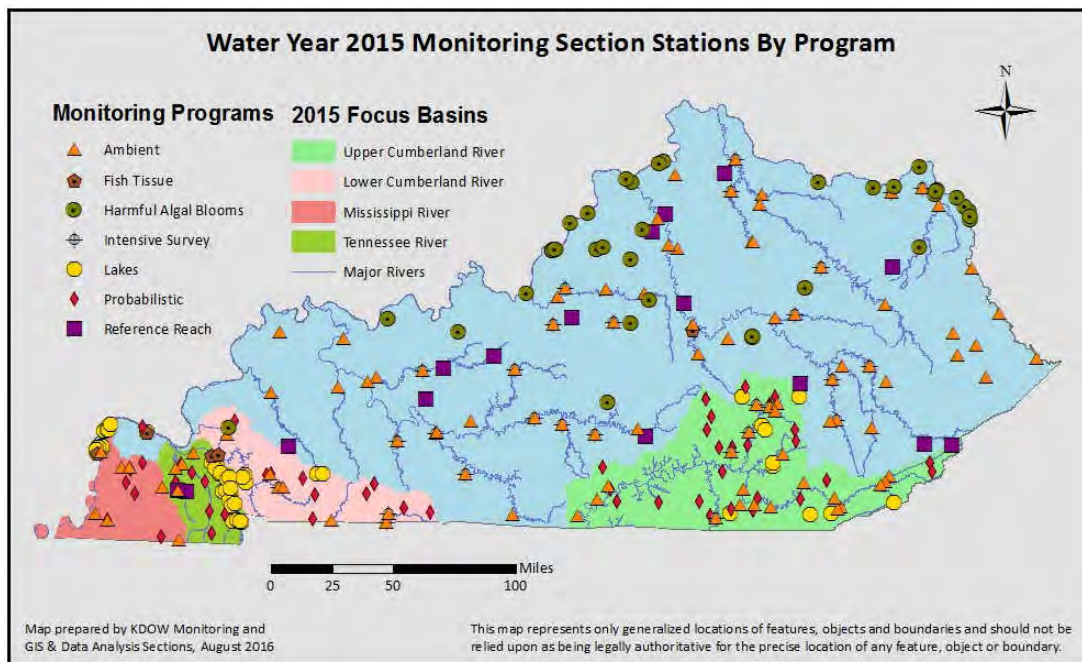 Water Year 2015 Monitoring Section Stations By Program
N
Monitoring Programs
Ambient
Fish Tissue
Harmful Algal Blooms
Intensive Survey
Lakes
Probabilistic
Reference Reach
2015 Focus Basins
Upper Cumberland River
Lower Cumberland River
Mississippi River
Tennessee River
Major Rivers
Miles
0 25 50 100
Map prepared by KDOW Monitoring and
GIS & Data Analysis Sections, August 2016
This map represents only generalized locations of features, objects and boundaries and should not be
relied upon as being legally authoritative for the precise location of any feature, object or boundary.